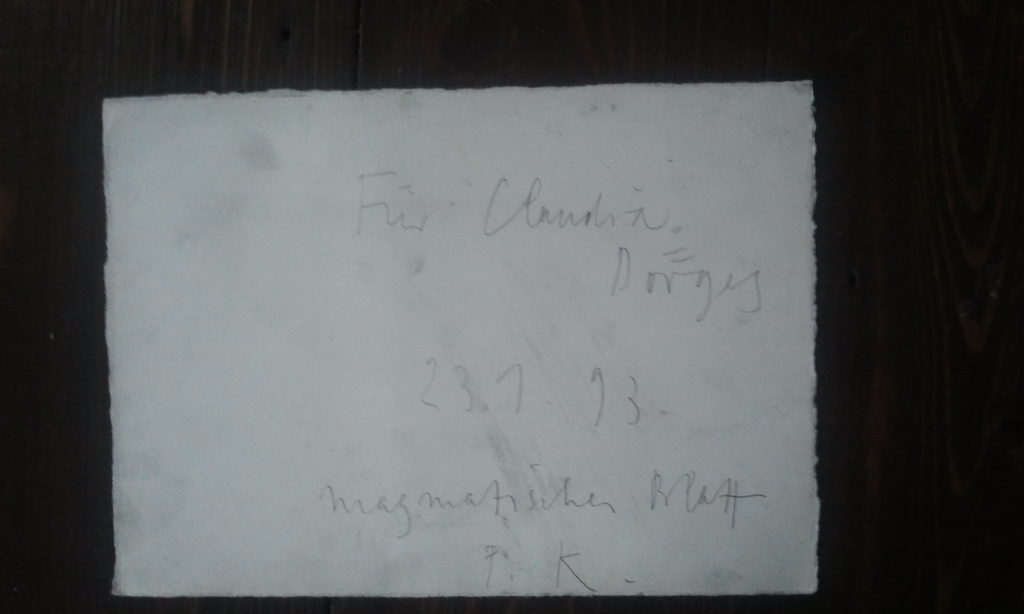 Für Claudia
Dörges
23.1.93.
magmatisches Blatt
P. K.